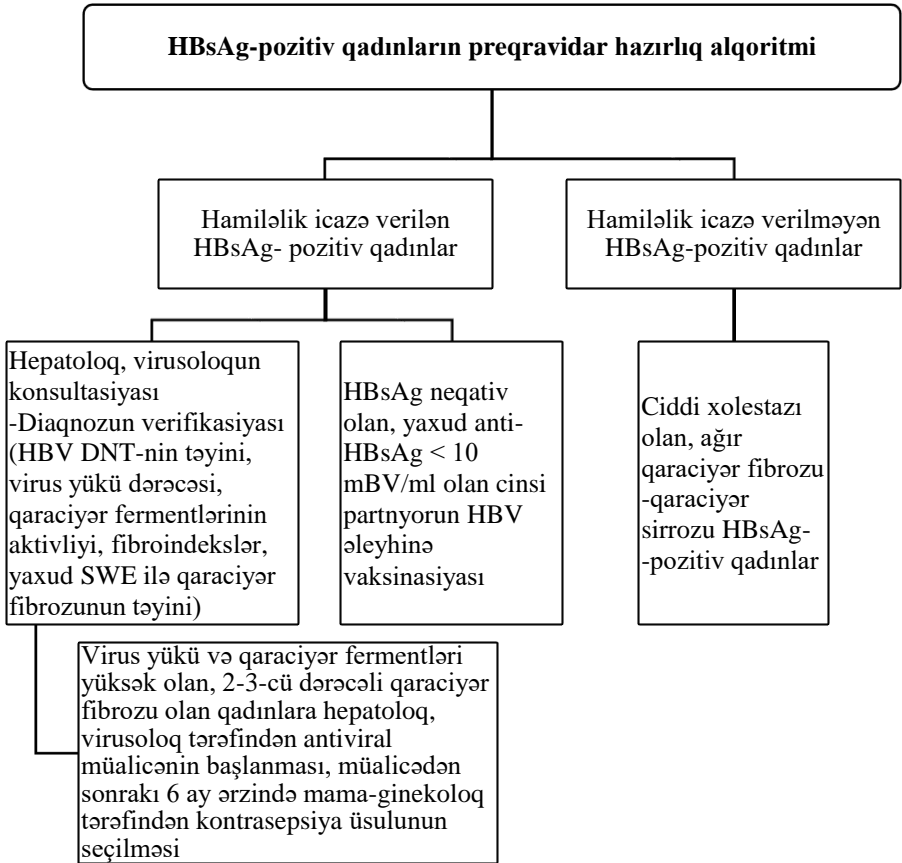 HBsAg-pozitiv qadınların preqravidar hazırlıq alqoritmi
Hamiləlik icazə verilən
HBsAg- pozitiv qadınlar
Hamiləlik icazə verilməyən
HBsAg-pozitiv qadınlar
Hepatoloq, virusoloqun
konsultasiyası
-Diaqnozun verifikasiyası
(HBV DNT-nin təyini,
virus yükü dərəcəsi,
qaraciyər fermentlərinin
aktivliyi, fibroindekslər,
yaxud SWE ilə qaraciyər
fibrozunun təyini)
HBsAg neqativ
olan, yaxud anti-
HBsAg < 10
mBV/ml olan cinsi
partnyorun HBV
əleyhinə
vaksinasiyası
Ciddi xolestazı
olan, ağır
qaraciyər fibrozu
-qaraciyər
sirrozu HBsAg-
-pozitiv qadınlar
Virus yükü və qaraciyər fermentləri
yüksək olan, 2-3-cü dərəcəli qaraciyər
fibrozu olan qadınlara hepatoloq,
virusoloq tərəfindən antiviral
müalicənin başlanması, müalicədən
sonrakı 6 ay ərzində mama-ginekoloq
tərəfindən kontrasepsiya üsulunun
seçilməsi